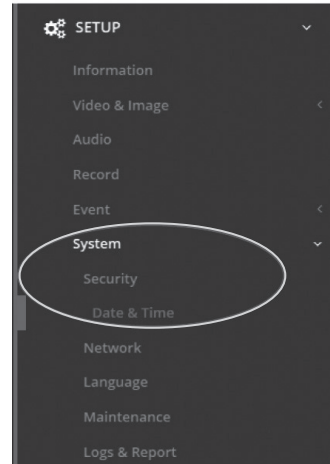 SETUP
Information
Video & Image
Audio
Record
Event
System
Security
Date & Time
Network
Language
Maintenance
Logs & Report